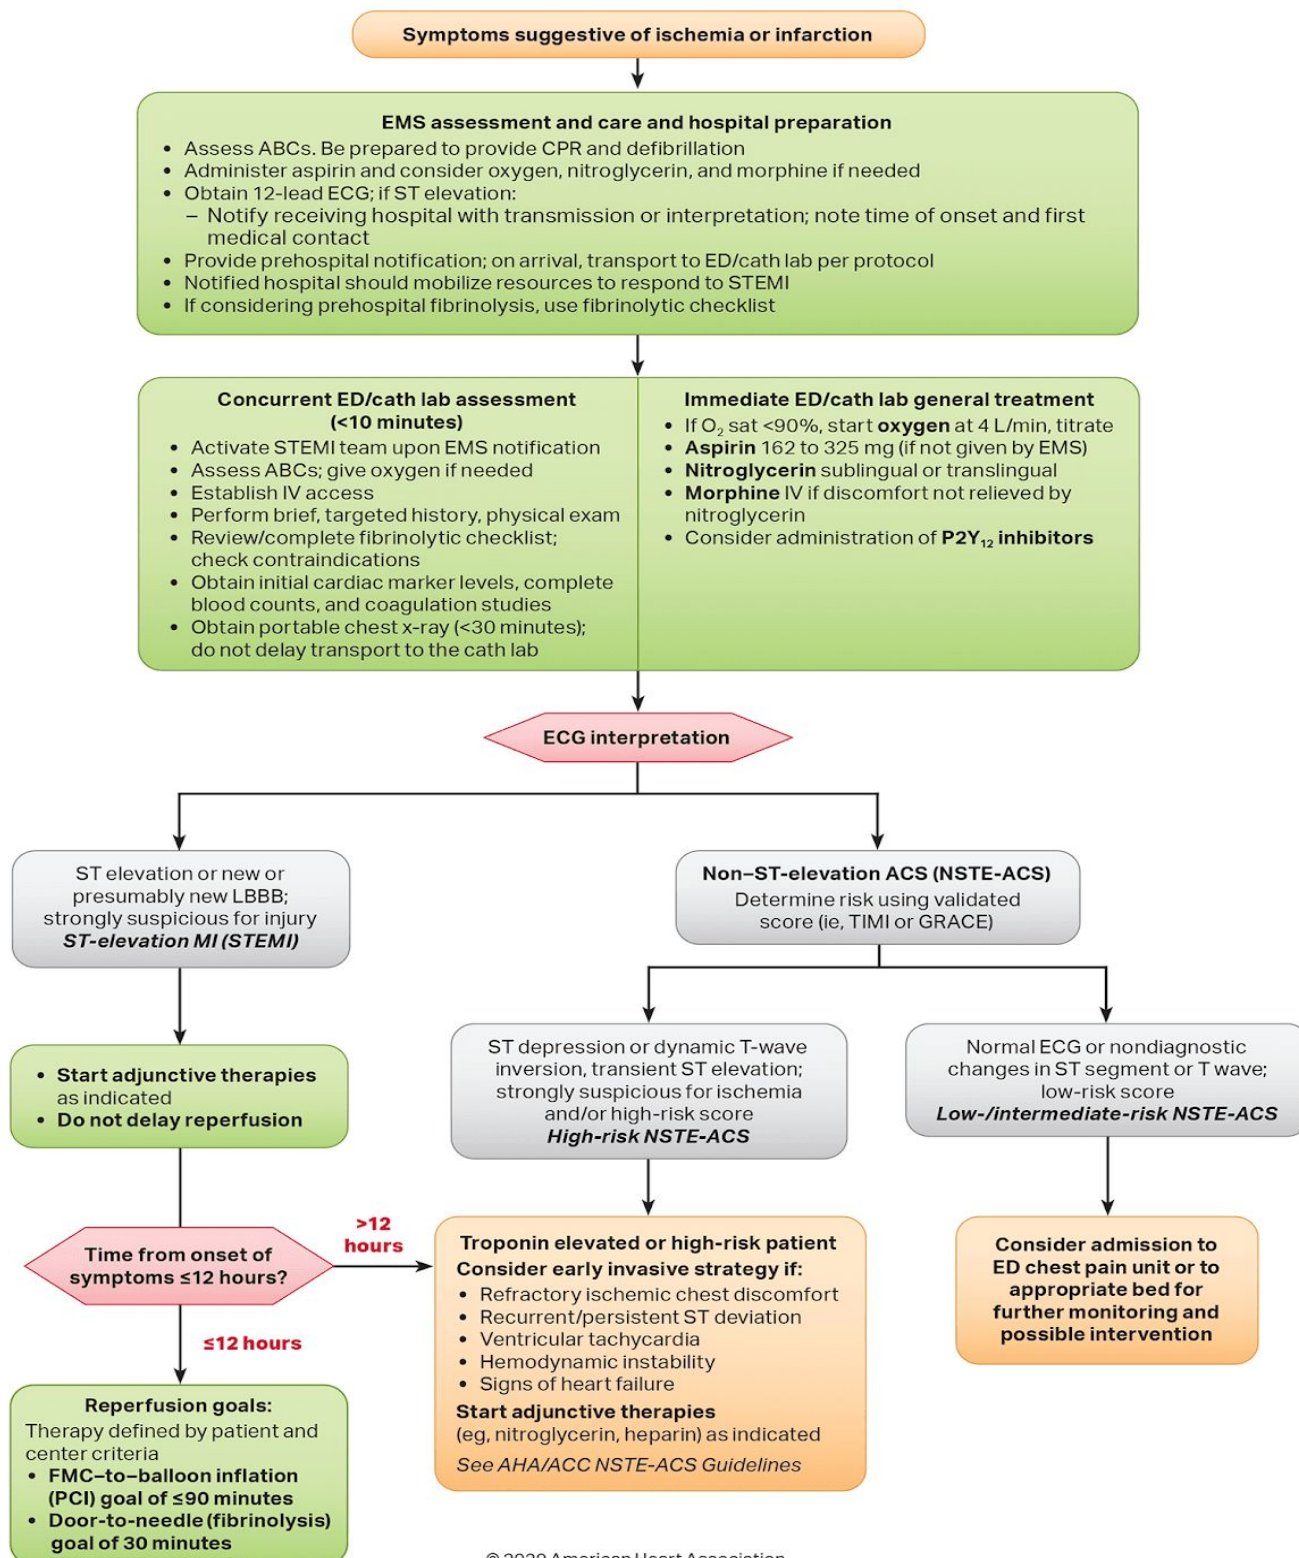 Symptoms suggestive of ischemia or infarction
EMS assessment and care and hospital preparation
• Assess ABCs. Be prepared to provide CPR and defibrillation
• Administer aspirin and consider oxygen, nitroglycerin, and morphine if needed
• Obtain 12-lead ECG; if ST elevation:
– Notify receiving hospital with transmission or interpretation; note time of onset and first
medical contact
• Provide prehospital notification; on arrival, transport to ED/cath lab per protocol
• Notified hospital should mobilize resources to respond to STEMI
• If considering prehospital fibrinolysis, use fibrinolytic checklist
Concurrent ED/cath lab assessment
(<10 minutes)
• Activate STEMI team upon EMS notification
• Assess ABCs; give oxygen if needed
• Establish IV access
• Perform brief, targeted history, physical exam
• Review/complete fibrinolytic checklist;
check contraindications
• Obtain initial cardiac marker levels, complete
blood counts, and coagulation studies
• Obtain portable chest x-ray (<30 minutes);
do not delay transport to the cath lab
Immediate ED/cath lab general treatment
• If O₂ sat <90%, start oxygen at 4 L/min, titrate
• Aspirin 162 to 325 mg (if not given by EMS)
• Nitroglycerin sublingual or translingual
• Morphine IV if discomfort not relieved by
nitroglycerin
• Consider administration of P2Y₁₂ inhibitors
ECG interpretation
ST elevation or new or
presumably new LBBB;
strongly suspicious for injury
ST-elevation MI (STEMI)
Non–ST-elevation ACS (NSTE-ACS)
Determine risk using validated
score (ie, TIMI or GRACE)
• Start adjunctive therapies
as indicated
• Do not delay reperfusion
ST depression or dynamic T-wave
inversion, transient ST elevation;
strongly suspicious for ischemia
and/or high-risk score
High-risk NSTE-ACS
Normal ECG or nondiagnostic
changes in ST segment or T wave;
low-risk score
Low-/intermediate-risk NSTE-ACS
Time from onset of
symptoms ≤12 hours?
>12
hours
≤12 hours
Troponin elevated or high-risk patient
Consider early invasive strategy if:
• Refractory ischemic chest discomfort
• Recurrent/persistent ST deviation
• Ventricular tachycardia
• Hemodynamic instability
• Signs of heart failure
Start adjunctive therapies
(eg, nitroglycerin, heparin) as indicated
See AHA/ACC NSTE-ACS Guidelines
Consider admission to
ED chest pain unit or to
appropriate bed for
further monitoring and
possible intervention
Reperfusion goals:
Therapy defined by patient and
center criteria
• FMC–to–balloon inflation
(PCI) goal of ≤90 minutes
• Door-to-needle (fibrinolysis)
goal of 30 minutes
© 2020 American Heart Association